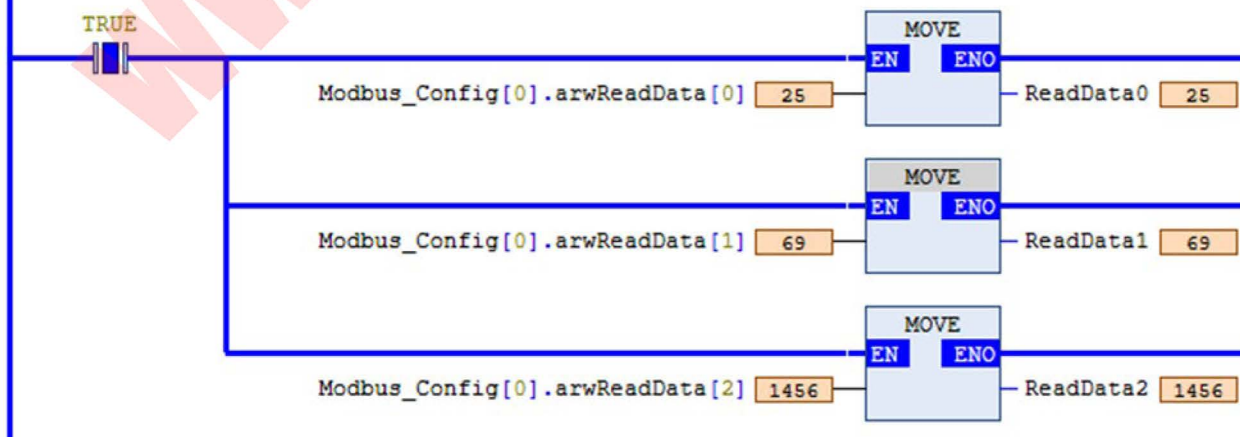 TRUE
MOVE
EN ENO
Modbus_Config[0].arwReadData[0] 25 ReadData0 25
MOVE
EN ENO
Modbus_Config[0].arwReadData[1] 69 ReadData1 69
MOVE
EN ENO
Modbus_Config[0].arwReadData[2] 1456 ReadData2 1456